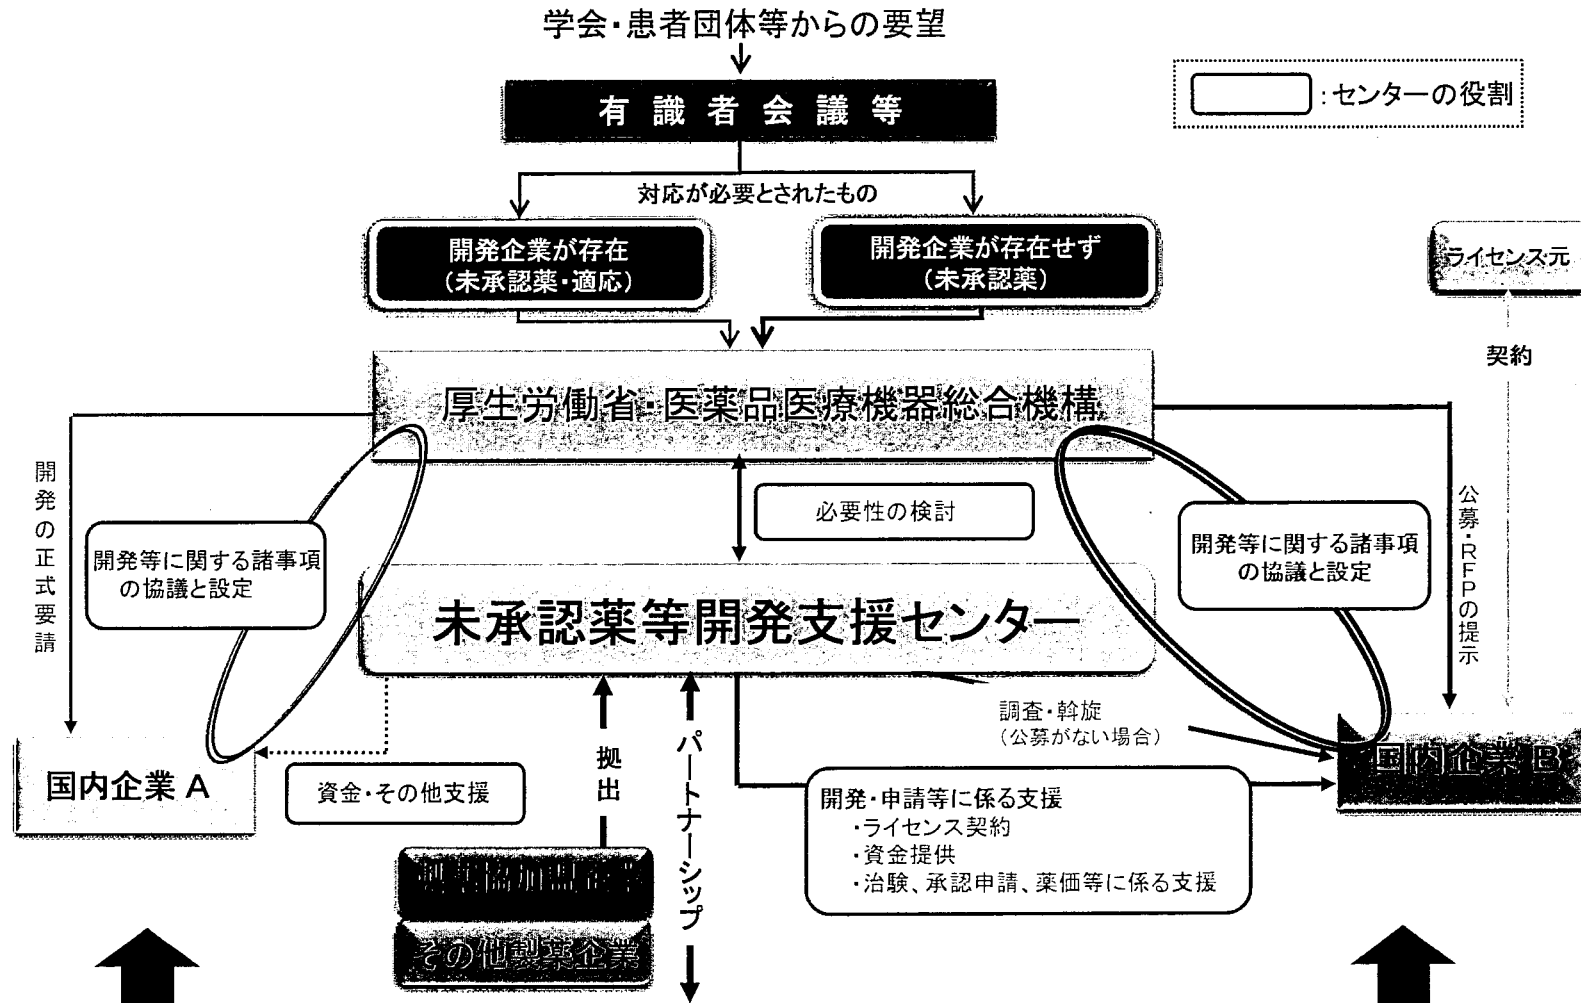 学会・患者団体等からの要望
有識者会議等
:センターの役割
対応が必要とされたもの
開発企業が存在
(未承認薬・適応)
開発企業が存在せず
(未承認薬)
ライセンス元
契約
厚生労働省・医薬品医療機器総合機構
開発の正式要請
必要性の検討
公募・RFPの提示
開発等に関する諸事項
の協議と設定
開発等に関する諸事項
の協議と設定
未承認薬等開発支援センター
調査・斡旋
(公募がない場合)
国内企業 A
資金・その他支援
拠出
パートナーシップ
国内企業 B
開発・申請等に係る支援
・ライセンス契約
・資金提供
・治験、承認申請、薬価等に係る支援
製薬協加盟企業
その他製薬企業